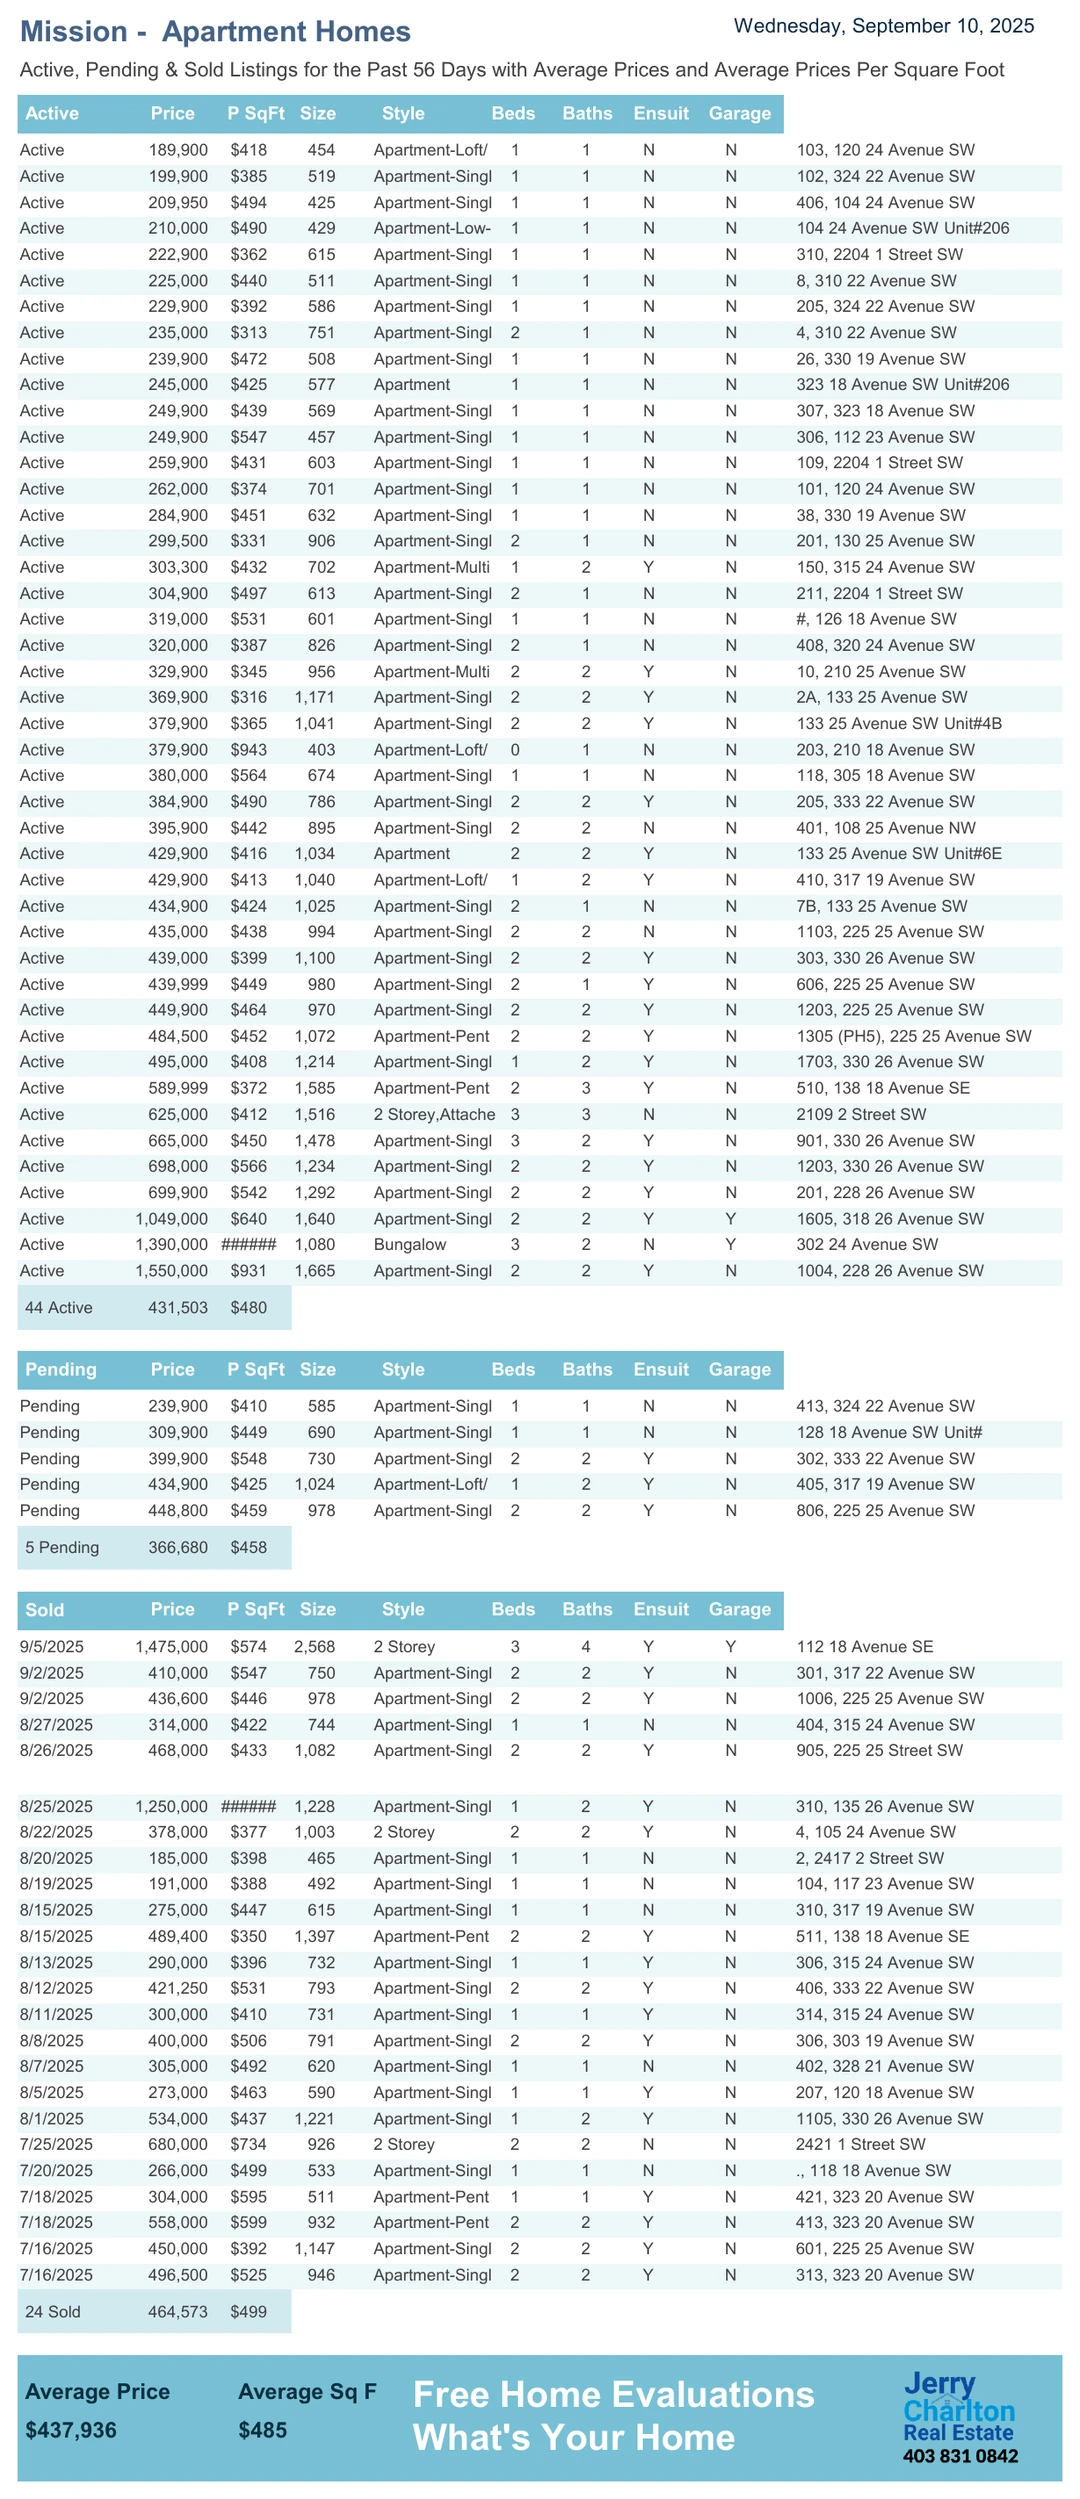 Mission -  Apartment Homes
Wednesday, September 10, 2025
Active, Pending & Sold Listings for the Past 56 Days with Average Prices and Average Prices Per Square Foot
Active Price P SqFt Size Style Beds Baths Ensuit Garage
Active 189,900 $418 454 Apartment-Loft/ 1 1 N N 103, 120 24 Avenue SW
Active 199,900 $385 519 Apartment-Singl 1 1 N N 102, 324 22 Avenue SW
Active 209,950 $494 425 Apartment-Singl 1 1 N N 406, 104 24 Avenue SW
Active 210,000 $490 429 Apartment-Low- 1 1 N N 104 24 Avenue SW Unit#206
Active 222,900 $362 615 Apartment-Singl 1 1 N N 310, 2204 1 Street SW
Active 225,000 $440 511 Apartment-Singl 1 1 N N 8, 310 22 Avenue SW
Active 229,900 $392 586 Apartment-Singl 1 1 N N 205, 324 22 Avenue SW
Active 235,000 $313 751 Apartment-Singl 2 1 N N 4, 310 22 Avenue SW
Active 239,900 $472 508 Apartment-Singl 1 1 N N 26, 330 19 Avenue SW
Active 245,000 $425 577 Apartment 1 1 N N 323 18 Avenue SW Unit#206
Active 249,900 $439 569 Apartment-Singl 1 1 N N 307, 323 18 Avenue SW
Active 249,900 $547 457 Apartment-Singl 1 1 N N 306, 112 23 Avenue SW
Active 259,900 $431 603 Apartment-Singl 1 1 N N 109, 2204 1 Street SW
Active 262,000 $374 701 Apartment-Singl 1 1 N N 101, 120 24 Avenue SW
Active 284,900 $451 632 Apartment-Singl 1 1 N N 38, 330 19 Avenue SW
Active 299,500 $331 906 Apartment-Singl 2 1 N N 201, 130 25 Avenue SW
Active 303,300 $432 702 Apartment-Multi 1 2 Y N 150, 315 24 Avenue SW
Active 304,900 $497 613 Apartment-Singl 2 1 N N 211, 2204 1 Street SW
Active 319,000 $531 601 Apartment-Singl 1 1 N N #, 126 18 Avenue SW
Active 320,000 $387 826 Apartment-Singl 2 1 N N 408, 320 24 Avenue SW
Active 329,900 $345 956 Apartment-Multi 2 2 Y N 10, 210 25 Avenue SW
Active 369,900 $316 1,171 Apartment-Singl 2 2 Y N 2A, 133 25 Avenue SW
Active 379,900 $365 1,041 Apartment-Singl 2 2 Y N 133 25 Avenue SW Unit#4B
Active 379,900 $943 403 Apartment-Loft/ 0 1 N N 203, 210 18 Avenue SW
Active 380,000 $564 674 Apartment-Singl 1 1 N N 118, 305 18 Avenue SW
Active 384,900 $490 786 Apartment-Singl 2 2 Y N 205, 333 22 Avenue SW
Active 395,900 $442 895 Apartment-Singl 2 2 N N 401, 108 25 Avenue NW
Active 429,900 $416 1,034 Apartment 2 2 Y N 133 25 Avenue SW Unit#6E
Active 429,900 $413 1,040 Apartment-Loft/ 1 2 Y N 410, 317 19 Avenue SW
Active 434,900 $424 1,025 Apartment-Singl 2 1 N N 7B, 133 25 Avenue SW
Active 435,000 $438 994 Apartment-Singl 2 2 N N 1103, 225 25 Avenue SW
Active 439,000 $399 1,100 Apartment-Singl 2 2 Y N 303, 330 26 Avenue SW
Active 439,999 $449 980 Apartment-Singl 2 1 Y N 606, 225 25 Avenue SW
Active 449,900 $464 970 Apartment-Singl 2 2 Y N 1203, 225 25 Avenue SW
Active 484,500 $452 1,072 Apartment-Pent 2 2 Y N 1305 (PH5), 225 25 Avenue SW
Active 495,000 $408 1,214 Apartment-Singl 1 2 Y N 1703, 330 26 Avenue SW
Active 589,999 $372 1,585 Apartment-Pent 2 3 Y N 510, 138 18 Avenue SE
Active 625,000 $412 1,516 2 Storey,Attache 3 3 N N 2109 2 Street SW
Active 665,000 $450 1,478 Apartment-Singl 3 2 Y N 901, 330 26 Avenue SW
Active 698,000 $566 1,234 Apartment-Singl 2 2 Y N 1203, 330 26 Avenue SW
Active 699,900 $542 1,292 Apartment-Singl 2 2 Y N 201, 228 26 Avenue SW
Active 1,049,000 $640 1,640 Apartment-Singl 2 2 Y Y 1605, 318 26 Avenue SW
Active 1,390,000 ###### 1,080 Bungalow 3 2 N Y 302 24 Avenue SW
Active 1,550,000 $931 1,665 Apartment-Singl 2 2 Y N 1004, 228 26 Avenue SW
44 Active 431,503 $480
Pending Price P SqFt Size Style Beds Baths Ensuit Garage
Pending 239,900 $410 585 Apartment-Singl 1 1 N N 413, 324 22 Avenue SW
Pending 309,900 $449 690 Apartment-Singl 1 1 N N 128 18 Avenue SW Unit#
Pending 399,900 $548 730 Apartment-Singl 2 2 Y N 302, 333 22 Avenue SW
Pending 434,900 $425 1,024 Apartment-Loft/ 1 2 Y N 405, 317 19 Avenue SW
Pending 448,800 $459 978 Apartment-Singl 2 2 Y N 806, 225 25 Avenue SW
5 Pending 366,680 $458
Sold Price P SqFt Size Style Beds Baths Ensuit Garage
9/5/2025 1,475,000 $574 2,568 2 Storey 3 4 Y Y 112 18 Avenue SE
9/2/2025 410,000 $547 750 Apartment-Singl 2 2 Y N 301, 317 22 Avenue SW
9/2/2025 436,600 $446 978 Apartment-Singl 2 2 Y N 1006, 225 25 Avenue SW
8/27/2025 314,000 $422 744 Apartment-Singl 1 1 N N 404, 315 24 Avenue SW
8/26/2025 468,000 $433 1,082 Apartment-Singl 2 2 Y N 905, 225 25 Street SW
8/25/2025 1,250,000 ###### 1,228 Apartment-Singl 1 2 Y N 310, 135 26 Avenue SW
8/22/2025 378,000 $377 1,003 2 Storey 2 2 Y N 4, 105 24 Avenue SW
8/20/2025 185,000 $398 465 Apartment-Singl 1 1 N N 2, 2417 2 Street SW
8/19/2025 191,000 $388 492 Apartment-Singl 1 1 N N 104, 117 23 Avenue SW
8/15/2025 275,000 $447 615 Apartment-Singl 1 1 N N 310, 317 19 Avenue SW
8/15/2025 489,400 $350 1,397 Apartment-Pent 2 2 Y N 511, 138 18 Avenue SE
8/13/2025 290,000 $396 732 Apartment-Singl 1 1 Y N 306, 315 24 Avenue SW
8/12/2025 421,250 $531 793 Apartment-Singl 2 2 Y N 406, 333 22 Avenue SW
8/11/2025 300,000 $410 731 Apartment-Singl 1 1 Y N 314, 315 24 Avenue SW
8/8/2025 400,000 $506 791 Apartment-Singl 2 2 Y N 306, 303 19 Avenue SW
8/7/2025 305,000 $492 620 Apartment-Singl 1 1 N N 402, 328 21 Avenue SW
8/5/2025 273,000 $463 590 Apartment-Singl 1 1 Y N 207, 120 18 Avenue SW
8/1/2025 534,000 $437 1,221 Apartment-Singl 1 2 Y N 1105, 330 26 Avenue SW
7/25/2025 680,000 $734 926 2 Storey 2 2 N N 2421 1 Street SW
7/20/2025 266,000 $499 533 Apartment-Singl 1 1 N N ., 118 18 Avenue SW
7/18/2025 304,000 $595 511 Apartment-Pent 1 1 Y N 421, 323 20 Avenue SW
7/18/2025 558,000 $599 932 Apartment-Pent 2 2 Y N 413, 323 20 Avenue SW
7/16/2025 450,000 $392 1,147 Apartment-Singl 2 2 Y N 601, 225 25 Avenue SW
7/16/2025 496,500 $525 946 Apartment-Singl 2 2 Y N 313, 323 20 Avenue SW
24 Sold 464,573 $499
Average Price Average Sq F
$437,936 $485
Free Home Evaluations
What's Your Home
Jerry
Charlton
Real Estate
403 831 0842